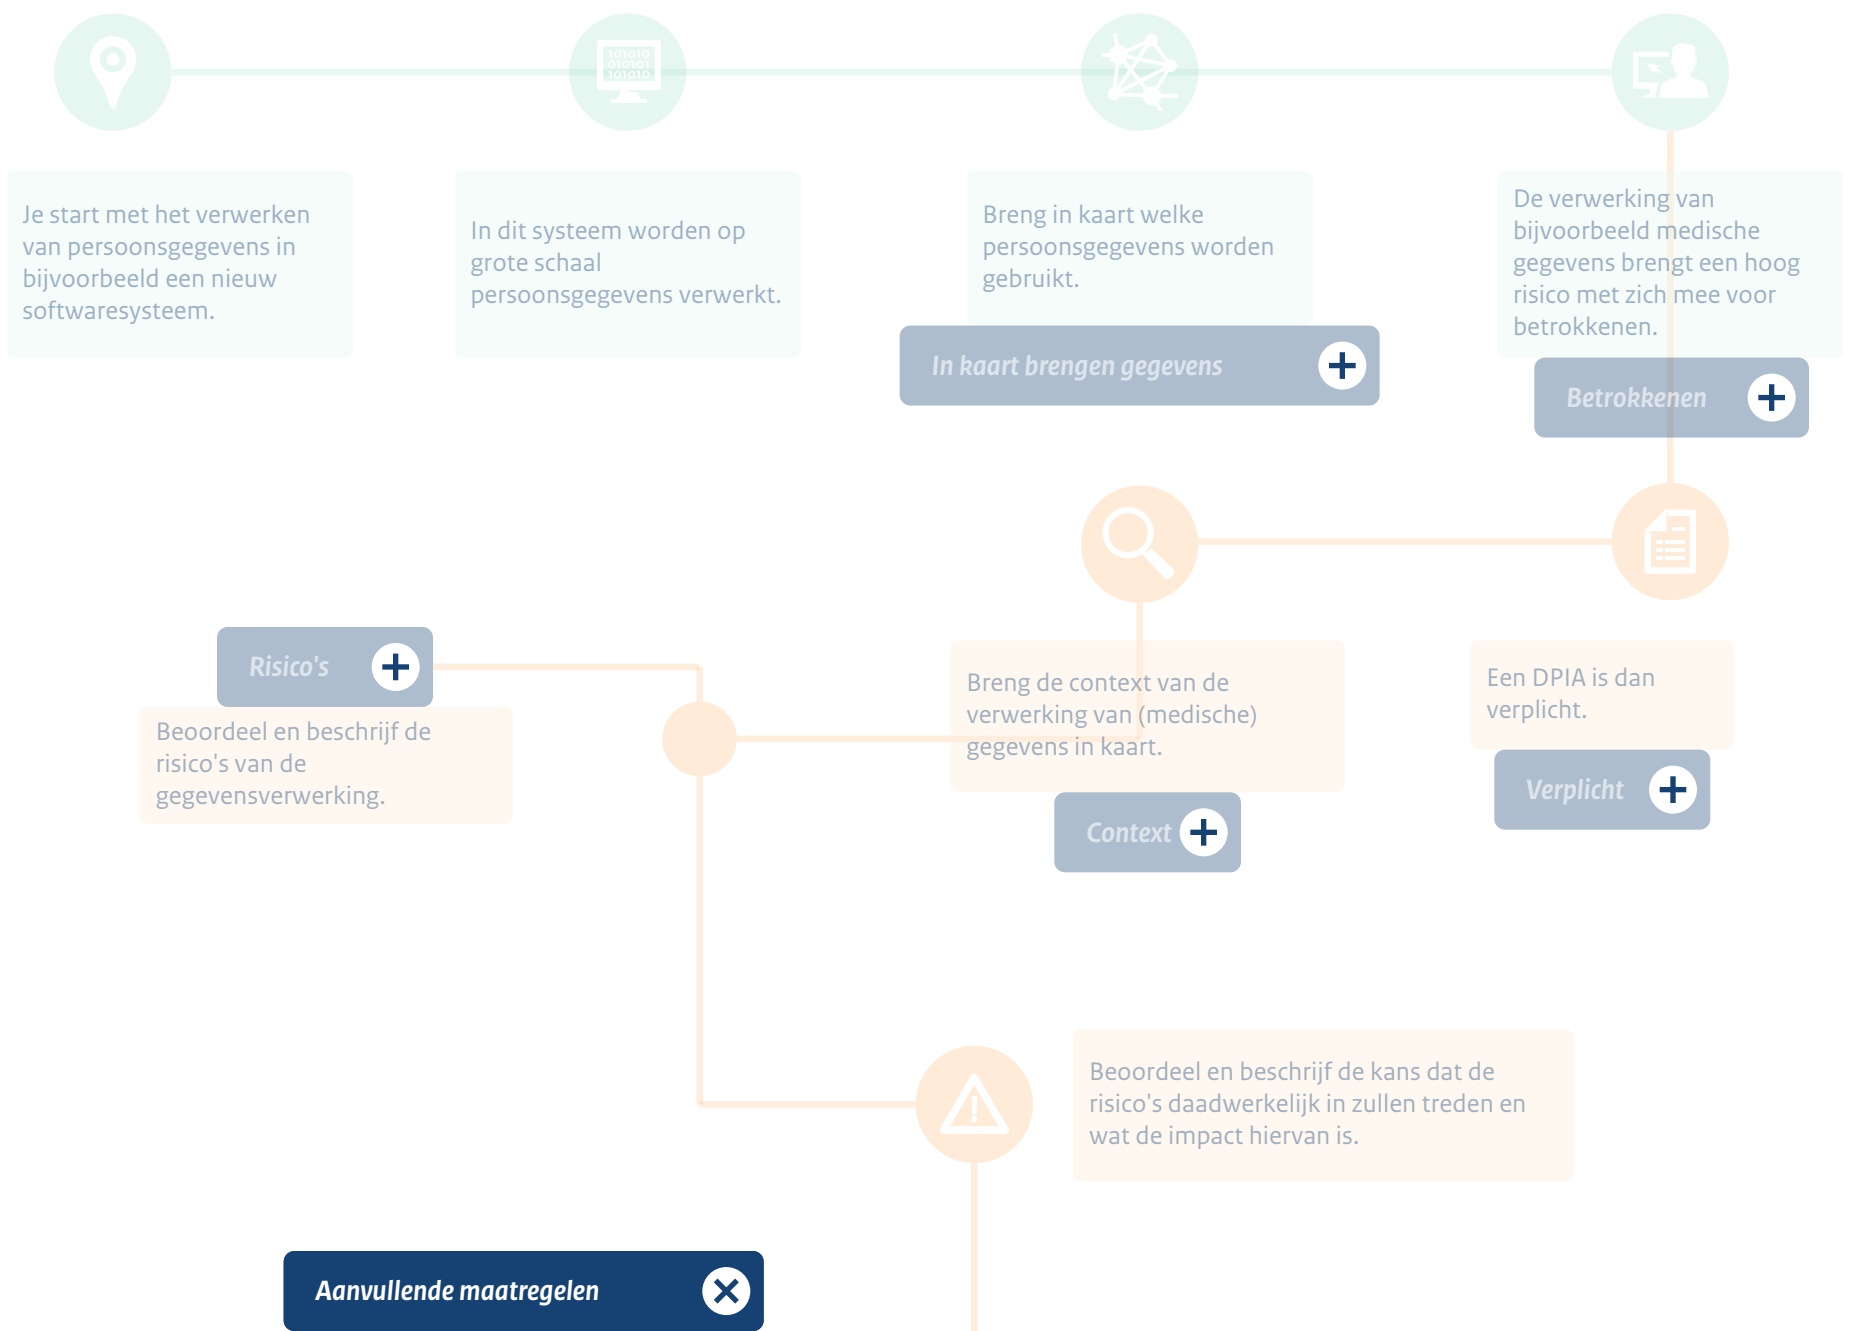 101010
010101
101010
Je start met het verwerken
van persoonsgegevens in
bijvoorbeeld een nieuw
softwaresysteem.
In dit systeem worden op
grote schaal
persoonsgegevens verwerkt.
Breng in kaart welke
persoonsgegevens worden
gebruikt.
In kaart brengen gegevens
De verwerking van
bijvoorbeeld medische
gegevens brengt een hoog
risico met zich mee voor
betrokkenen.
Betrokkenen
Een DPIA is dan
verplicht.
Verplicht
Breng de context van de
verwerking van (medische)
gegevens in kaart.
Context
Risico's
Beoordeel en beschrijf de
risico's van de
gegevensverwerking.
Beoordeel en beschrijf de kans dat de
risico's daadwerkelijk in zullen treden en
wat de impact hiervan is.
Aanvullende maatregelen